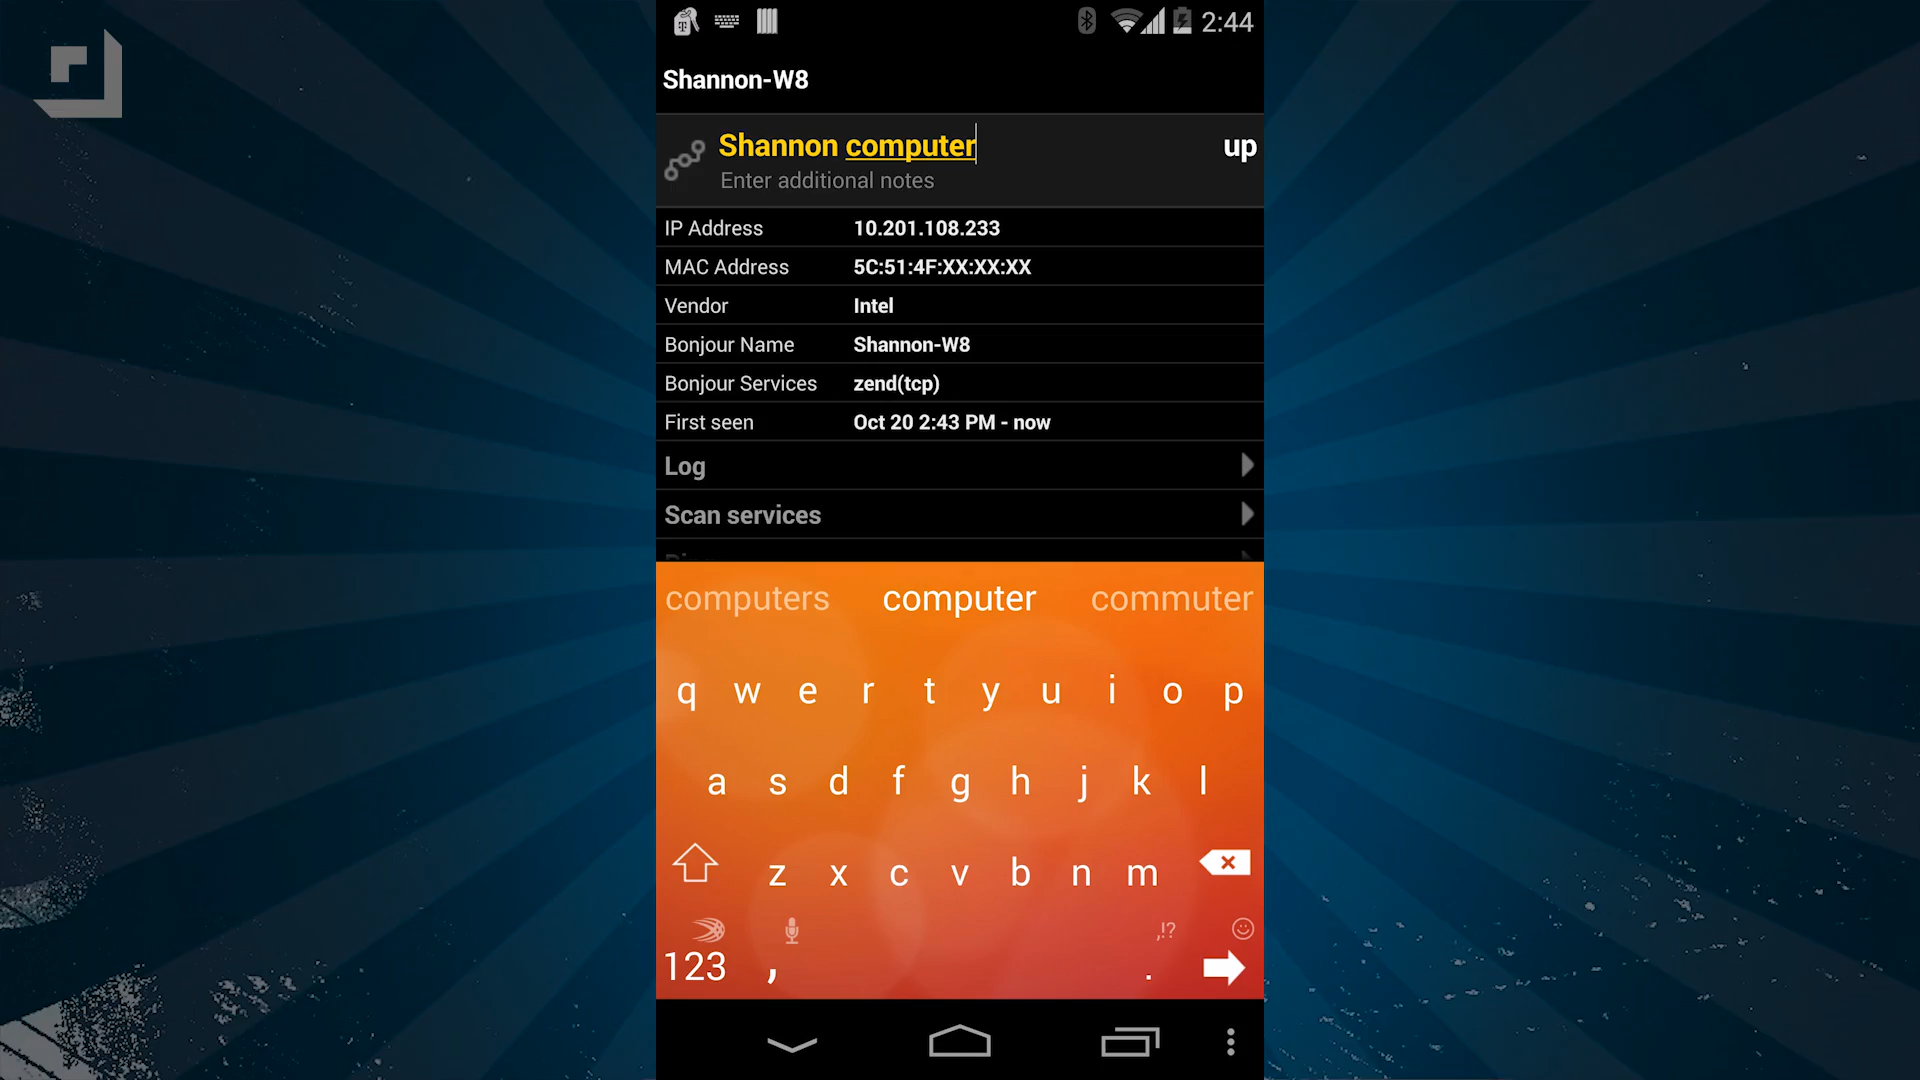 2:44
Shannon-W8
Shannon computer
up
Enter additional notes
IP Address 10.201.108.233
MAC Address 5C:51:4F:XX:XX:XX
Vendor Intel
Bonjour Name Shannon-W8
Bonjour Services zend(tcp)
First seen Oct 20 2:43 PM - now
Log
Scan services
computers computer commuter
q w e r t y u i o p
a s d f g h j k l
z x c v b n m
,!?
123 , .